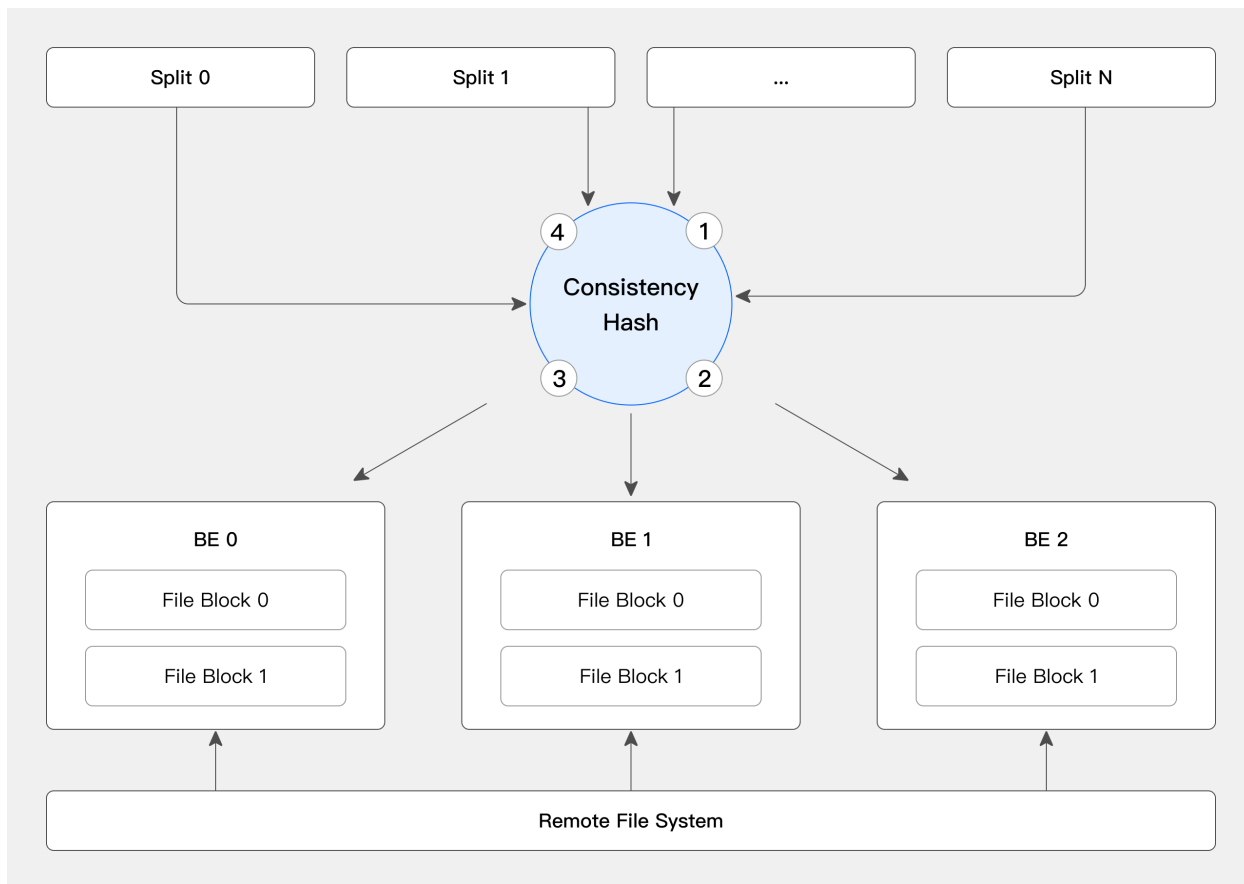 Split 0
Split 1
...
Split N
4
1
Consistency
Hash
3
2
BE 0
File Block 0
File Block 1
BE 1
File Block 0
File Block 1
BE 2
File Block 0
File Block 1
Remote File System